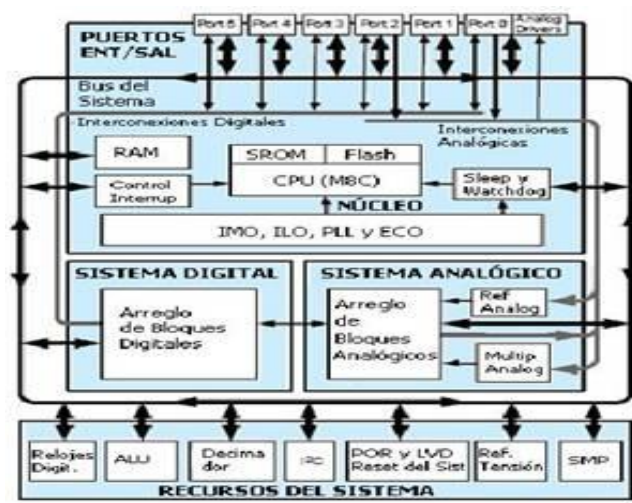 Port 5 Port 4 Port 3 Port 2 Port 1 Port 0 Analog Drivers
PUERTOS
ENT/SAL
Bus del
Sistema
Interconexiones Digitales
Interconexiones
Analógicas
RAM
SROM Flash
CPU (M8C)
Control
Interrup
Sleep y
Watchdog
NÚCLEO
IMO, ILO, PLL y ECO
SISTEMA DIGITAL
SISTEMA ANALÓGICO
Arreglo
de Bloques
Digitales
Arreglo
de
Bloques
Analógicos
Ref
Analog
Multip
Analog
Relojes
Digit.
ALU
Decima
dor
I²C
POR y LVD
Reset del Sist
Ref.
Tensión
SMP
RECURSOS DEL SISTEMA